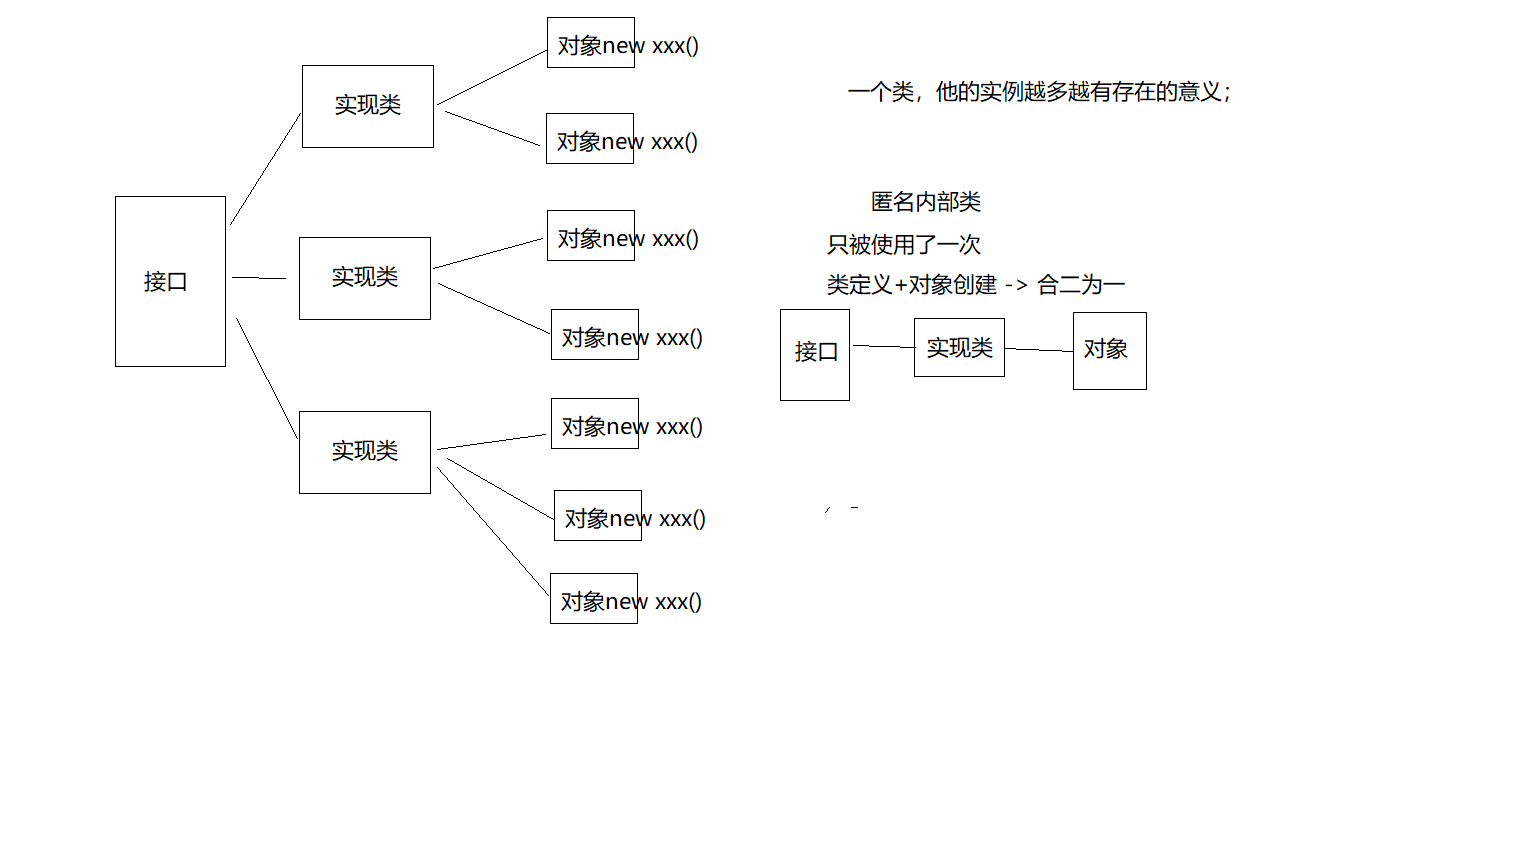 对象new xxx()
实现类
对象new xxx()
接口
实现类
对象new xxx()
对象new xxx()
实现类
对象new xxx()
对象new xxx()
对象new xxx()
一个类，他的实例越多越有存在的意义；
匿名内部类
只被使用了一次
类定义+对象创建 -> 合二为一
接口
实现类
对象